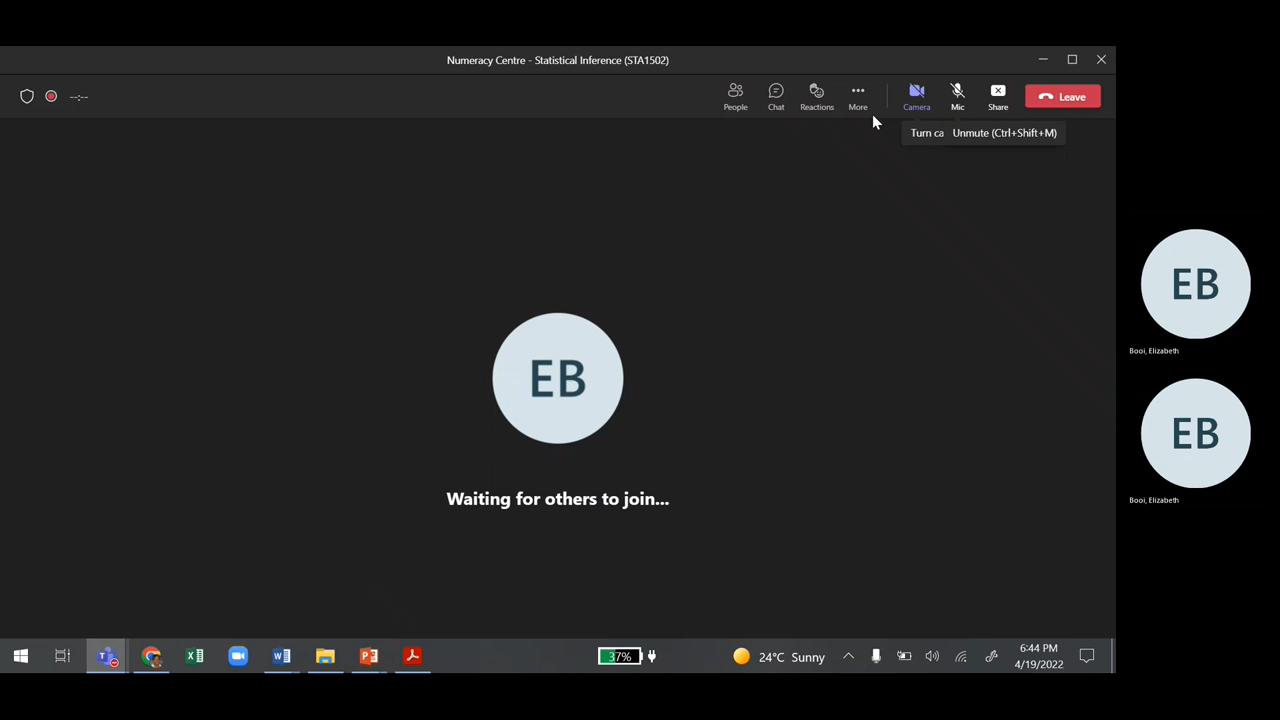 Numeracy Centre - Statistical Inference (STA1502)
--:--
People
Chat
Reactions
More
Camera
Mic
Share
Leave
Turn ca
Unmute (Ctrl+Shift+M)
EB
Waiting for others to join...
EB
Booi, Elizabeth
EB
Booi, Elizabeth
37%
24°C Sunny
6:44 PM
4/19/2022